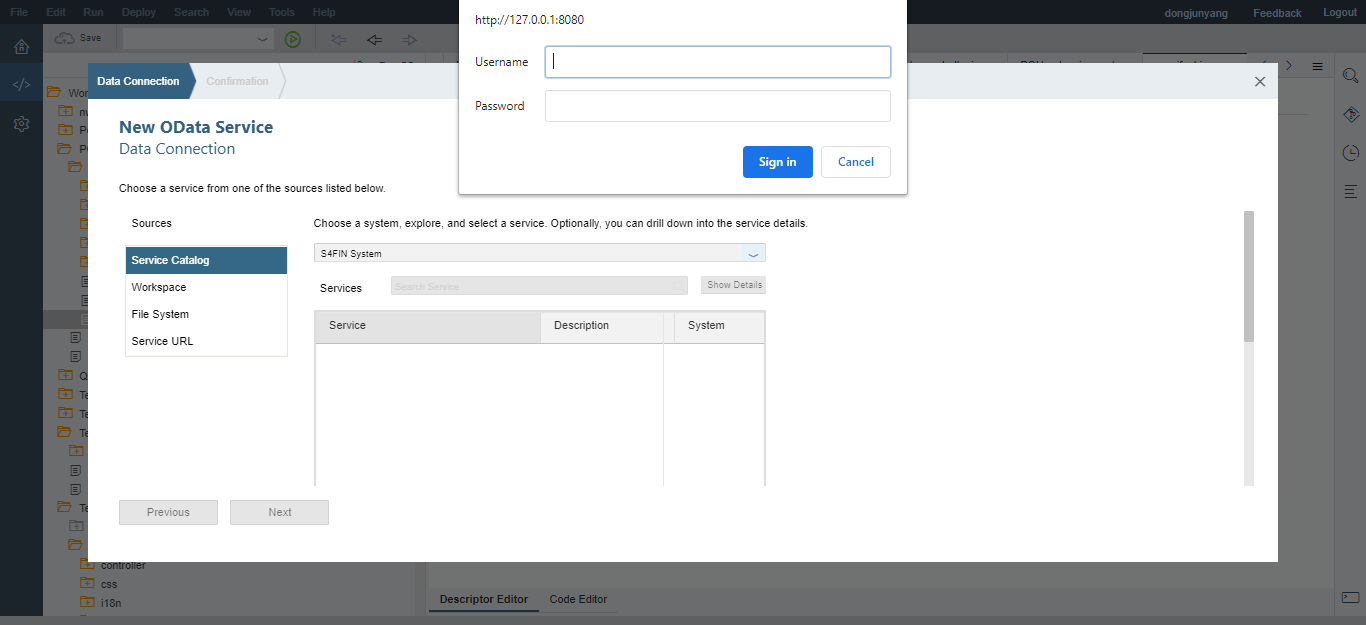 File Edit Run Deploy Search View Tools Help
dongjunyang Feedback Logout
Save
http://127.0.0.1:8080
Username
Password
Sign in Cancel
Data Connection Confirmation
New OData Service
Data Connection
Choose a service from one of the sources listed below.
Sources
Service Catalog
Workspace
File System
Service URL
Choose a system, explore, and select a service. Optionally, you can drill down into the service details.
S4FIN System
Services Search Service Show Details
Service Description System
Previous Next
controller
css
i18n
Descriptor Editor Code Editor